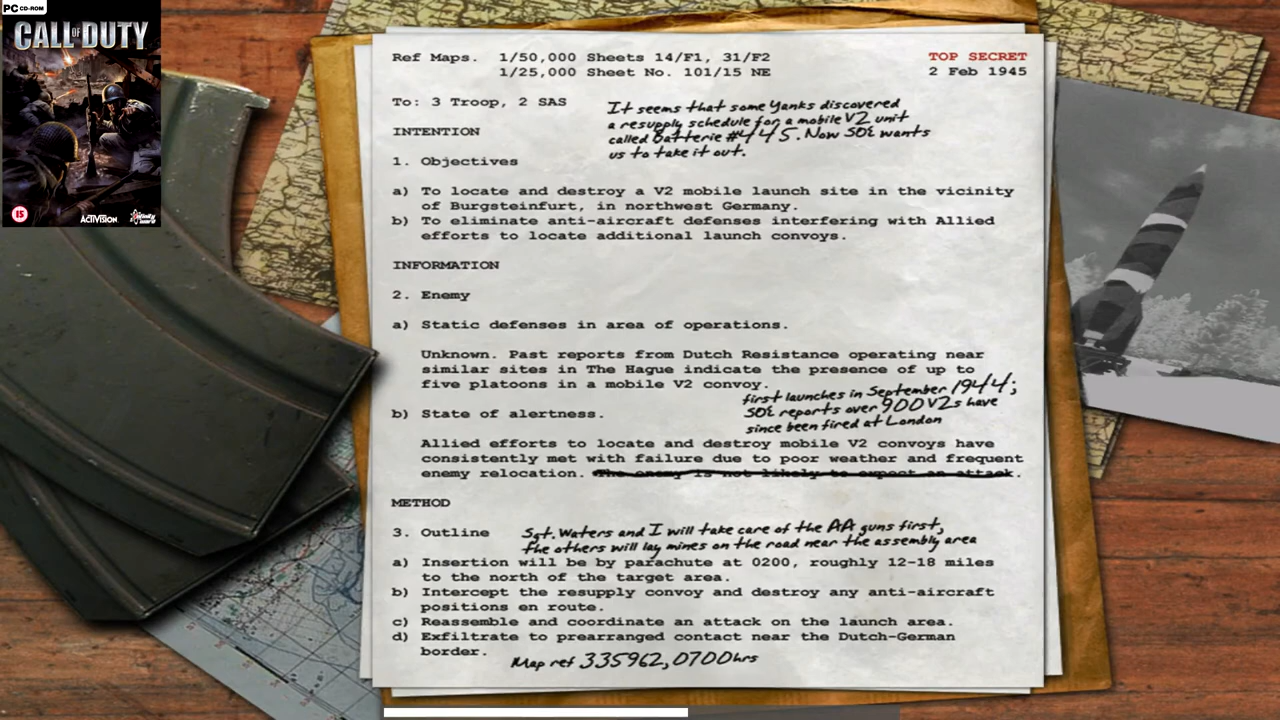 PC CD-ROM
CALL OF DUTY
15
ACTIVISION
Infinity Ward
Ref Maps. 1/50,000 Sheets 14/F1, 31/F2
1/25,000 Sheet No. 101/15 NE
TOP SECRET
2 Feb 1945
To: 3 Troop, 2 SAS
It seems that some Yanks discovered
a resupply schedule for a mobile V2 unit
called Batterie #445. Now SOE wants
us to take it out.
INTENTION
1. Objectives
a) To locate and destroy a V2 mobile launch site in the vicinity
of Burgsteinfurt, in northwest Germany.
b) To eliminate anti-aircraft defenses interfering with Allied
efforts to locate additional launch convoys.
INFORMATION
2. Enemy
a) Static defenses in area of operations.
Unknown. Past reports from Dutch Resistance operating near
similar sites in The Hague indicate the presence of up to
five platoons in a mobile V2 convoy.
first launches in September 1944;
SOE reports over 900 V2s have
since been fired at London
b) State of alertness.
Allied efforts to locate and destroy mobile V2 convoys have
consistently met with failure due to poor weather and frequent
enemy relocation. The enemy is not likely to expect an attack.
METHOD
3. Outline
Sgt. Waters and I will take care of the AA guns first,
the others will lay mines on the road near the assembly area
a) Insertion will be by parachute at 0200, roughly 12-18 miles
to the north of the target area.
b) Intercept the resupply convoy and destroy any anti-aircraft
positions en route.
c) Reassemble and coordinate an attack on the launch area.
d) Exfiltrate to prearranged contact near the Dutch-German
border.
Map ref 335962, 0700hrs